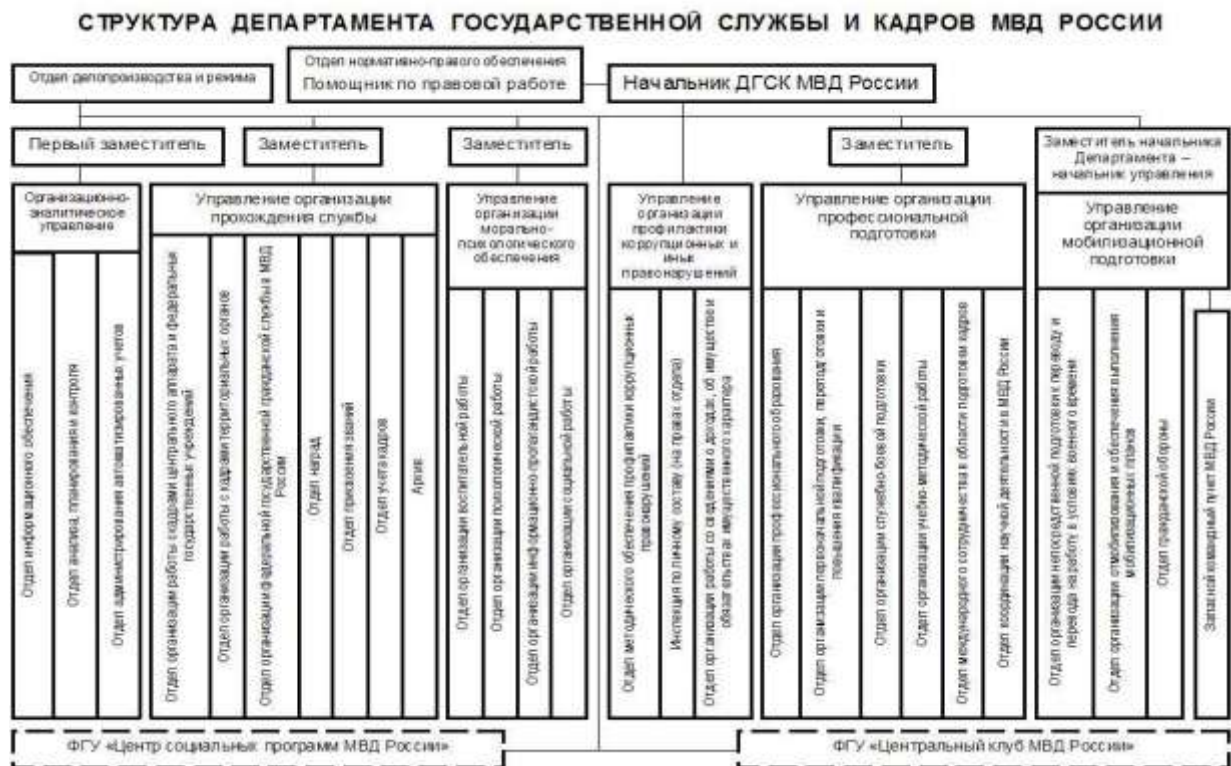 СТРУКТУРА ДЕПАРТАМЕНТА ГОСУДАРСТВЕННОЙ СЛУЖБЫ И КАДРОВ МВД РОССИИ
Отдел делопроизводства и режима
Отдел нормативно-правого обеспечения
Помощник по правовой работе
Начальник ДГСК МВД России
Первый заместитель
Заместитель
Заместитель
Заместитель
Заместитель начальника
Департамента –
начальник управления
Организационно-
аналитическое
управление
Управление организации
прохождения службы
Управление
организации
морально-
психологического
обеспечения
Управление
организации
профилактики
коррупционных и
иных
правонарушений
Управление организации
профессиональной
подготовки
Управление
организации
мобилизационной
подготовки
Отдел информационного обеспечения
Отдел анализа, планирования и контроля
Отдел администрирования автоматизированных учетов
Отдел организации работы с кадрами центрального аппарата и федеральных
государственных учреждений
Отдел организации работы с кадрами территориальных органов
Отдел организации федеральной государственной гражданской службы в МВД
России
Отдел наград
Отдел присвоения званий
Отдел учета кадров
Архив
Отдел организации воспитательной работы
Отдел организации психологической работы
Отдел организации информационно-пропагандистской работы
Отдел организации социальной работы
Отдел методического обеспечения профилактики коррупционных
правонарушений
Инспекция по личному составу (на правах отдела)
Отдел организации работы со сведениями о доходах, об имуществе и
обязательствах имущественного характера
Отдел организации профессионального образования
Отдел организации первоначальной подготовки, переподготовки и
повышения квалификации
Отдел организации служебно-боевой подготовки
Отдел организации учебно-методической работы
Отдел международного сотрудничества в области подготовки кадров
Отдел координации научной деятельности в МВД России
Отдел организации непосредственной подготовки к переводу и
перевода на работу в условиях военного времени
Отдел организации отмобилизования и обеспечения выполнения
мобилизационных планов
Отдел гражданской обороны
Запасной командный пункт МВД России
ФГУ «Центр социальных программ МВД России»
ФГУ «Центральный клуб МВД России»